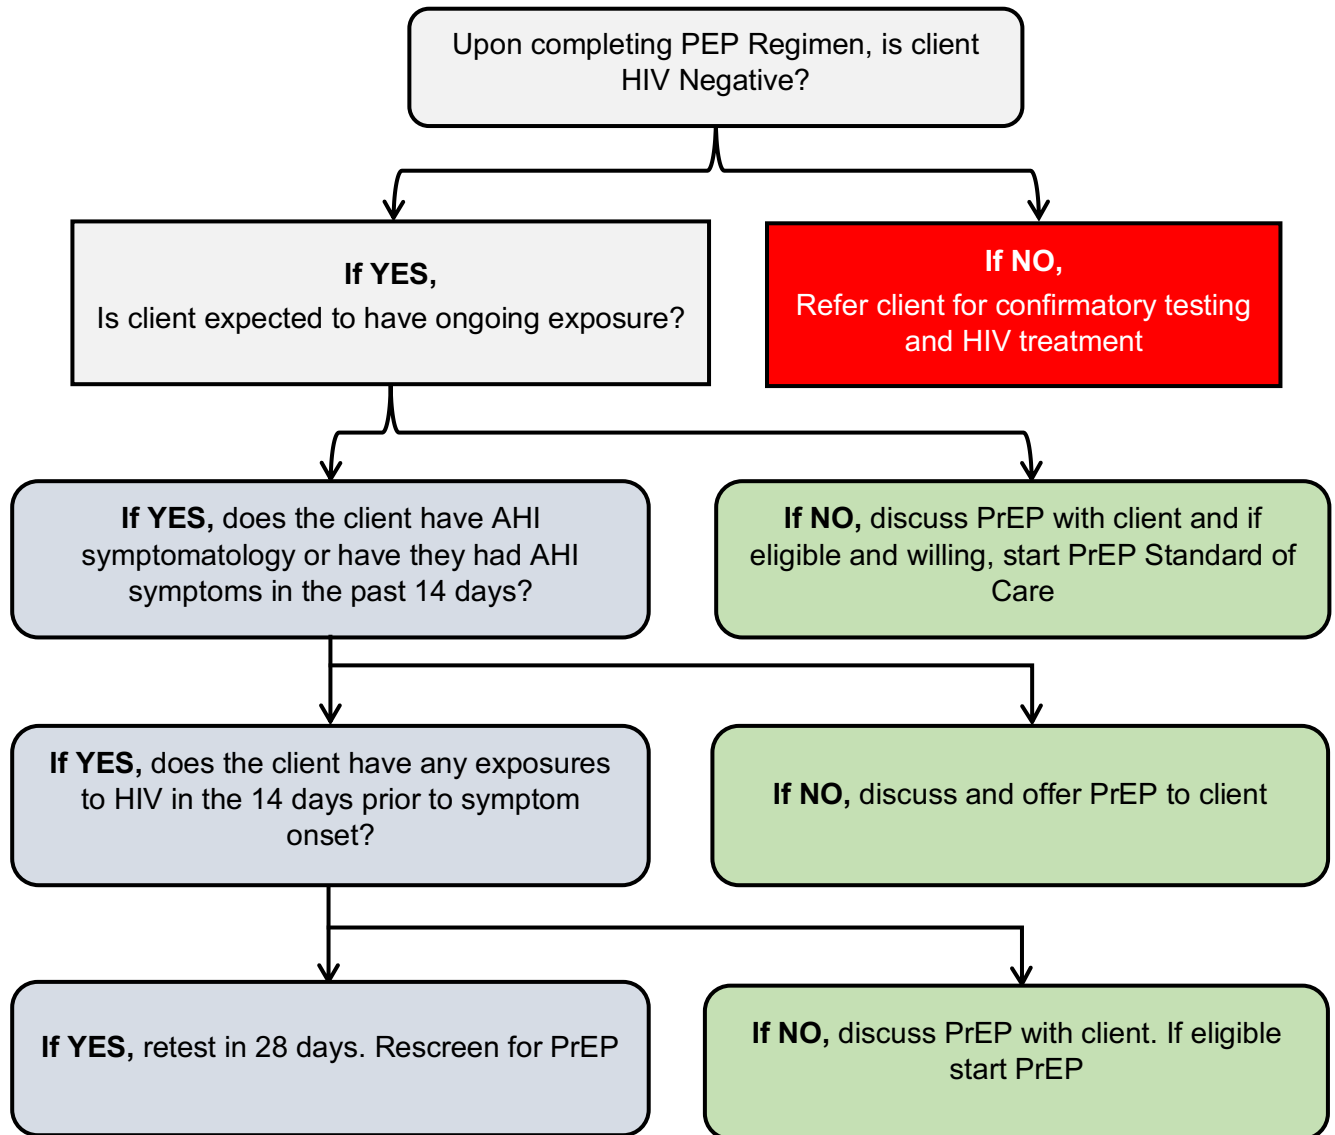 Upon completing PEP Regimen, is client
HIV Negative?
If YES,
Is client expected to have ongoing exposure?
If NO,
Refer client for confirmatory testing
and HIV treatment
If YES, does the client have AHI
symptomatology or have they had AHI
symptoms in the past 14 days?
If NO, discuss PrEP with client and if
eligible and willing, start PrEP Standard of
Care
If YES, does the client have any exposures
to HIV in the 14 days prior to symptom
onset?
If NO, discuss and offer PrEP to client
If YES, retest in 28 days. Rescreen for PrEP
If NO, discuss PrEP with client. If eligible
start PrEP